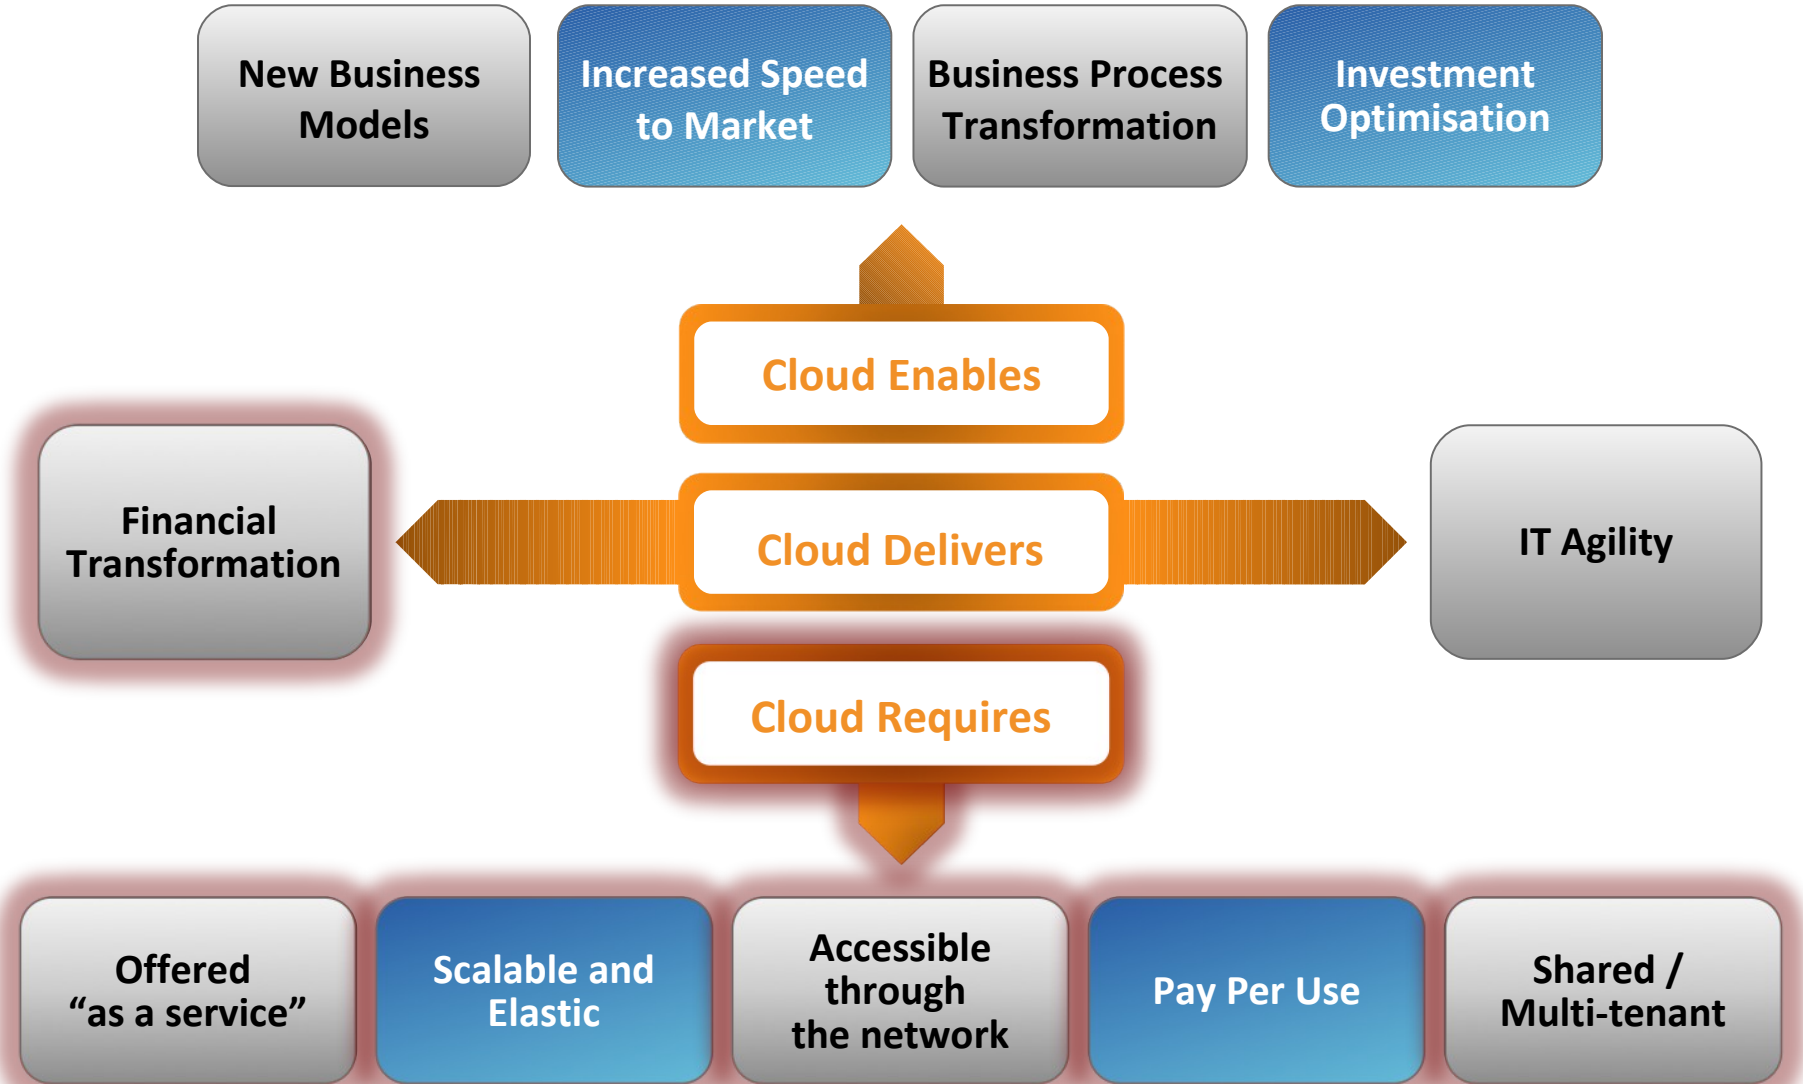 New Business
Models
Increased Speed
to Market
Business Process
Transformation
Investment
Optimisation
Cloud Enables
Financial
Transformation
Cloud Delivers
IT Agility
Cloud Requires
Offered
“as a service”
Scalable and
Elastic
Accessible
through
the network
Pay Per Use
Shared /
Multi-tenant